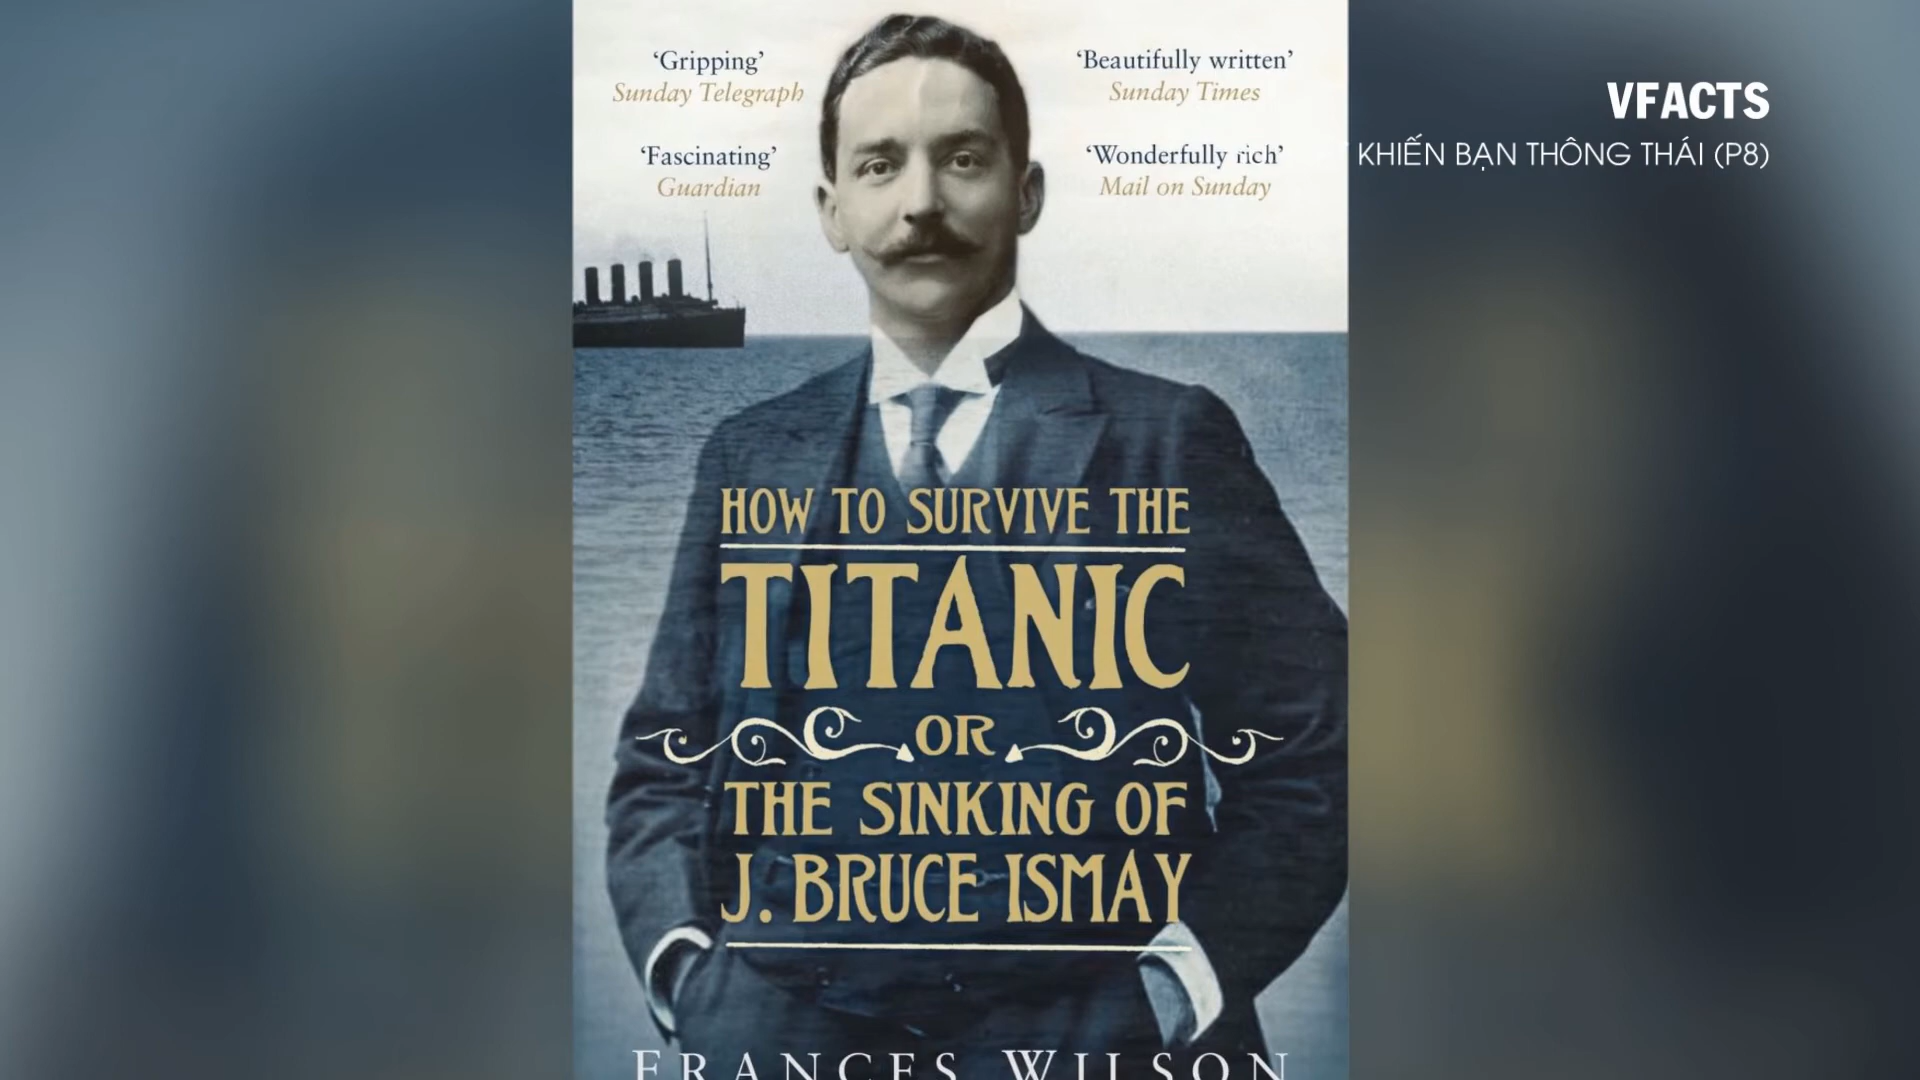 ‘Gripping’
Sunday Telegraph
‘Beautifully written’
Sunday Times
‘Fascinating’
Guardian
‘Wonderfully rich’
Mail on Sunday
VFACTS
KHIẾN BẠN THÔNG THÁI (P8)
HOW TO SURVIVE THE
TITANIC
OR
THE SINKING OF
J. BRUCE ISMAY
FRANCES WILSON